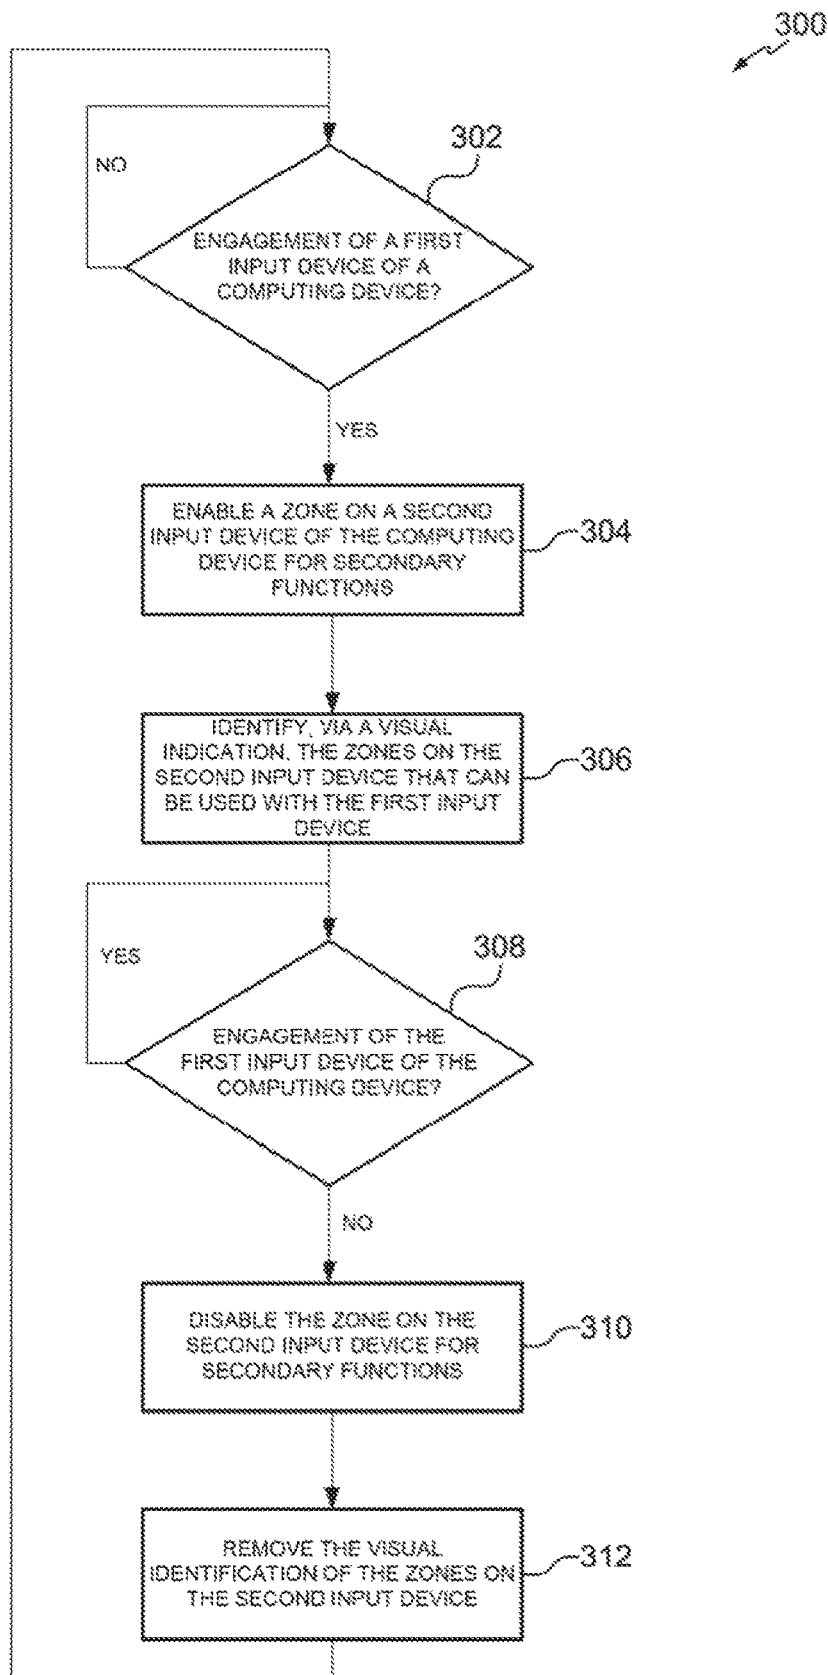 300
302
NO
ENGAGEMENT OF A FIRST
INPUT DEVICE OF A
COMPUTING DEVICE?
YES
ENABLE A ZONE ON A SECOND
INPUT DEVICE OF THE COMPUTING
DEVICE FOR SECONDARY
FUNCTIONS
304
IDENTIFY, VIA A VISUAL
INDICATION, THE ZONES ON THE
SECOND INPUT DEVICE THAT CAN
BE USED WITH THE FIRST INPUT
DEVICE
306
YES
308
ENGAGEMENT OF THE
FIRST INPUT DEVICE OF THE
COMPUTING DEVICE?
NO
DISABLE THE ZONE ON THE
SECOND INPUT DEVICE FOR
SECONDARY FUNCTIONS
310
REMOVE THE VISUAL
IDENTIFICATION OF THE ZONES ON
THE SECOND INPUT DEVICE
312